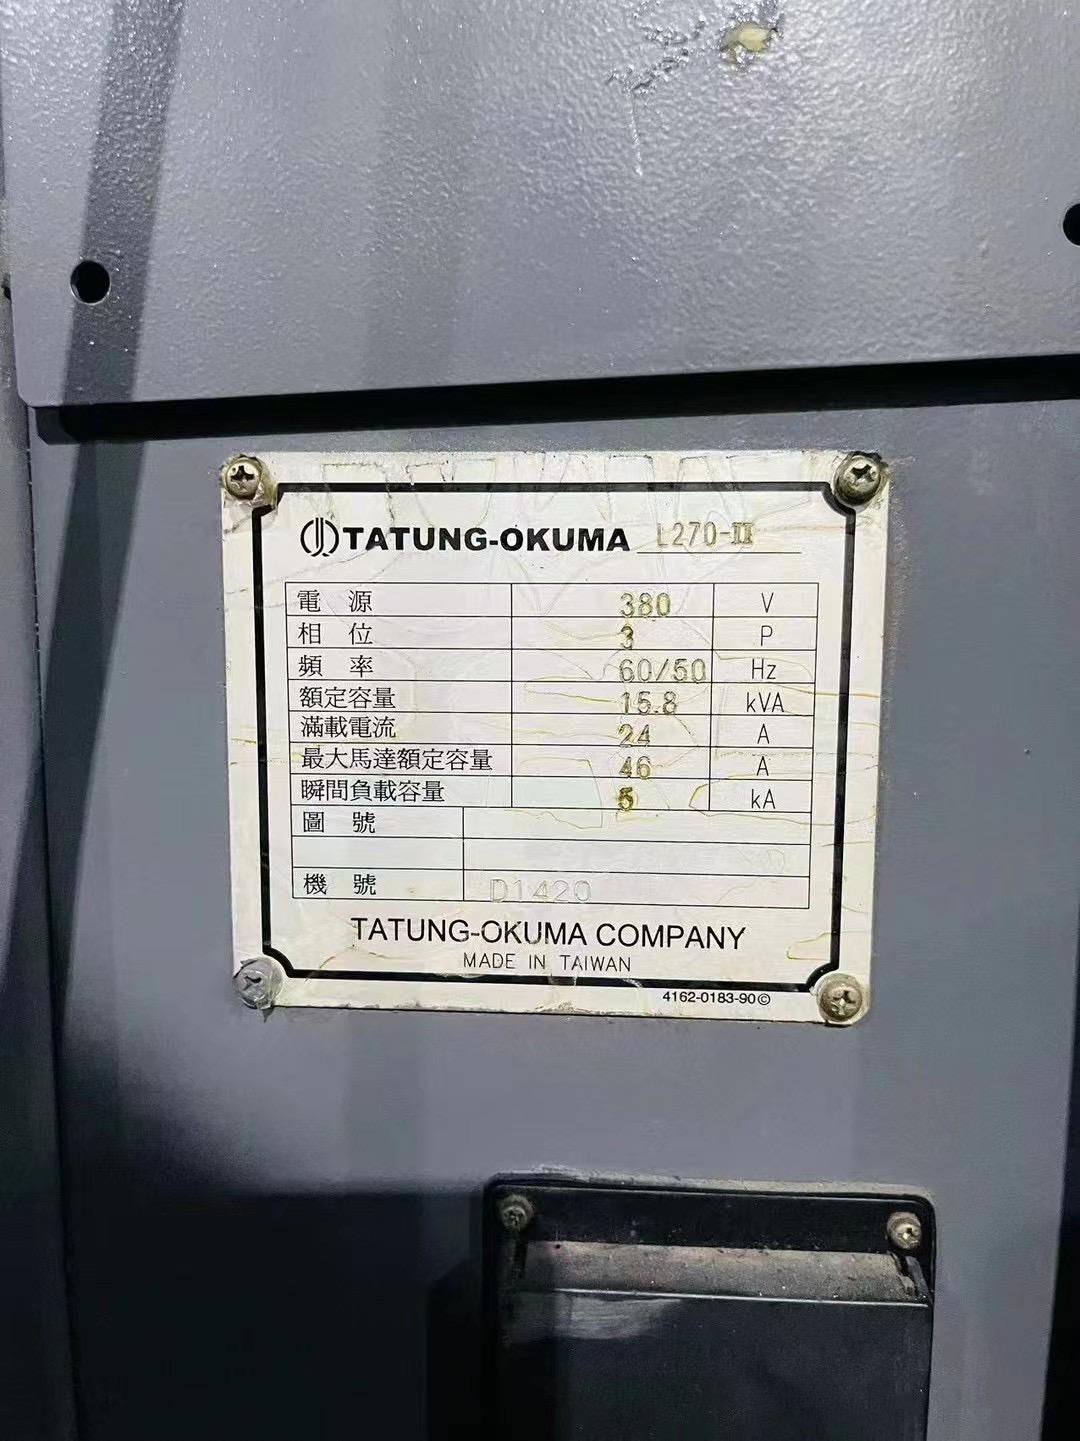 TATUNG-OKUMA L270-II
電源 380 V
相位 3 P
頻率 60/50 Hz
額定容量 15.8 kVA
滿載電流 24 A
最大馬達額定容量 46 A
瞬間負載容量 5 kA
圖號
機號 D1420
TATUNG-OKUMA COMPANY
MADE IN TAIWAN
4162-0183-90©